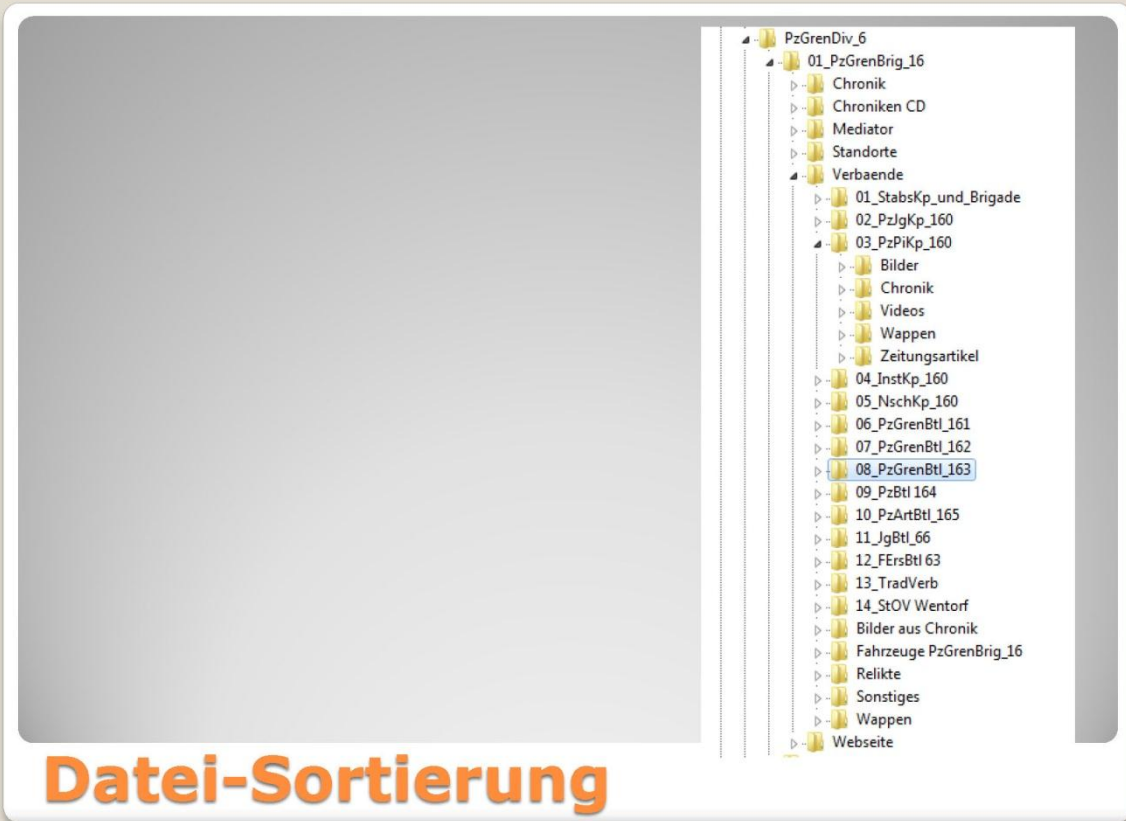 PzGrenDiv_6
01_PzGrenBrig_16
Chronik
Chroniken CD
Mediator
Standorte
Verbaende
01_StabsKp_und_Brigade
02_PzJgKp_160
03_PzPiKp_160
Bilder
Chronik
Videos
Wappen
Zeitungsartikel
04_InstKp_160
05_NschKp_160
06_PzGrenBtl_161
07_PzGrenBtl_162
08_PzGrenBtl_163
09_PzBtl 164
10_PzArtBtl_165
11_JgBtl_66
12_FErsBtl 63
13_TradVerb
14_StOV Wentorf
Bilder aus Chronik
Fahrzeuge PzGrenBrig_16
Relikte
Sonstiges
Wappen
Webseite
Datei-Sortierung